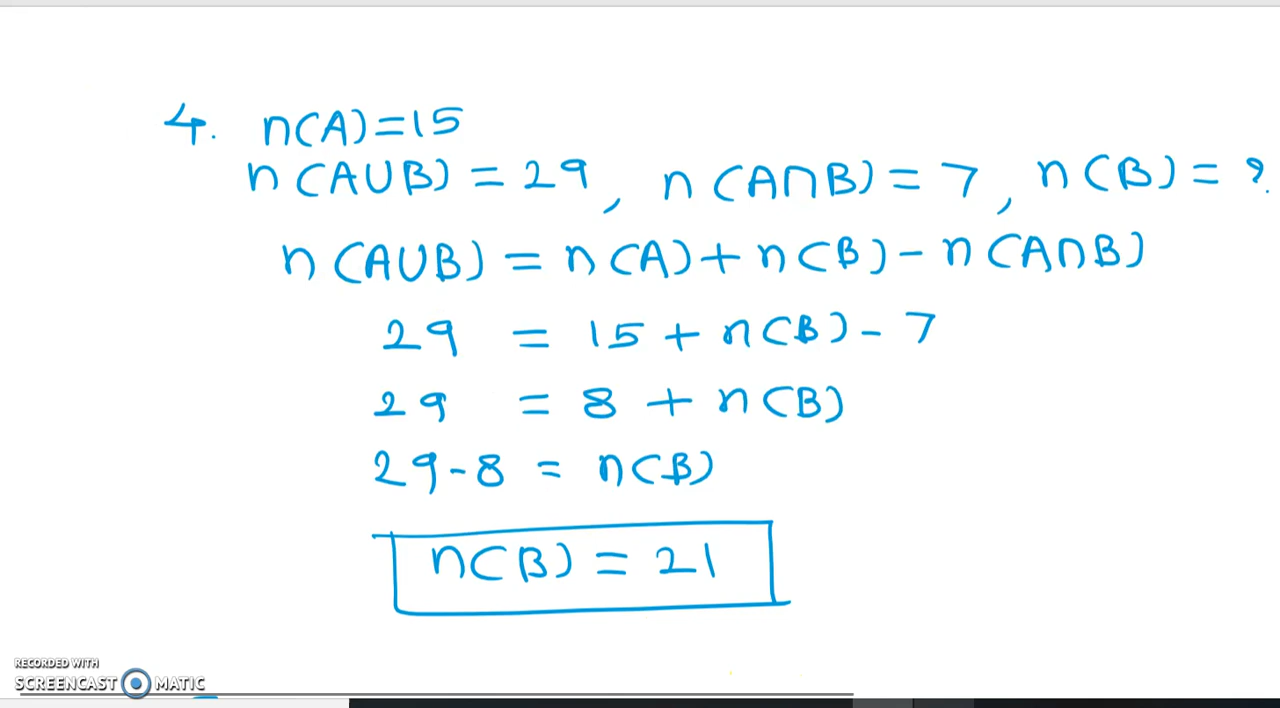 4. n(A)=15
n(A∪B) = 29, n(A∩B) = 7, n(B) = ?
n(A∪B) = n(A) + n(B) - n(A∩B)
29 = 15 + n(B) - 7
29 = 8 + n(B)
29-8 = n(B)
n(B) = 21
RECORDED WITH
SCREENCAST MATIC